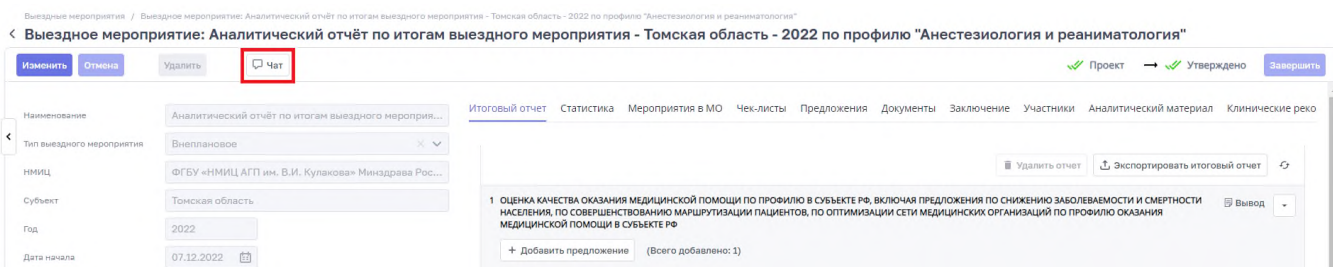 Выездные мероприятия / Выездное мероприятие: Аналитический отчёт по итогам выездного мероприятия - Томская область - 2022 по профилю "Анестезиология и реаниматология"
Выездное мероприятие: Аналитический отчёт по итогам выездного мероприятия - Томская область - 2022 по профилю "Анестезиология и реаниматология"
Изменить Отмена Удалить Чат Проект → Утверждено Завершить
Итоговый отчет Статистика Мероприятия в МО Чек-листы Предложения Документы Заключение Участники Аналитический материал Клинические реко
Наименование Аналитический отчёт по итогам выездного мероприя...
Тип выездного мероприятия Внеплановое
НМИЦ ФГБУ «НМИЦ АГП им. В.И. Кулакова» Минздрава Рос...
Субъект Томская область
Год 2022
Дата начала 07.12.2022
Удалить отчет Экспортировать итоговый отчет
1 ОЦЕНКА КАЧЕСТВА ОКАЗАНИЯ МЕДИЦИНСКОЙ ПОМОЩИ ПО ПРОФИЛЮ В СУБЪЕКТЕ РФ, ВКЛЮЧАЯ ПРЕДЛОЖЕНИЯ ПО СНИЖЕНИЮ ЗАБОЛЕВАЕМОСТИ И СМЕРТНОСТИ
НАСЕЛЕНИЯ, ПО СОВЕРШЕНСТВОВАНИЮ МАРШРУТИЗАЦИИ ПАЦИЕНТОВ, ПО ОПТИМИЗАЦИИ СЕТИ МЕДИЦИНСКИХ ОРГАНИЗАЦИЙ ПО ПРОФИЛЮ ОКАЗАНИЯ
МЕДИЦИНСКОЙ ПОМОЩИ В СУБЪЕКТЕ РФ
Вывод
+ Добавить предложение (Всего добавлено: 1)